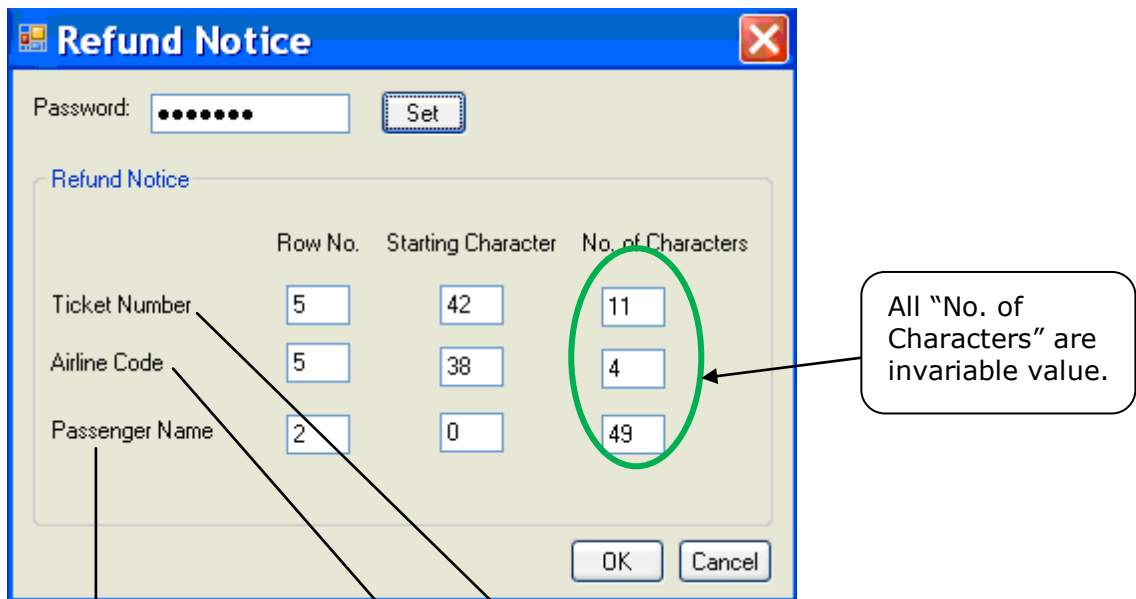 Refund Notice
Password: ●●●●●●● Set
Refund Notice
Row No. Starting Character No. of Characters
Ticket Number 5 42 11
Airline Code 5 38 4
Passenger Name 2 0 49
OK Cancel
All “No. of
Characters” are
invariable value.